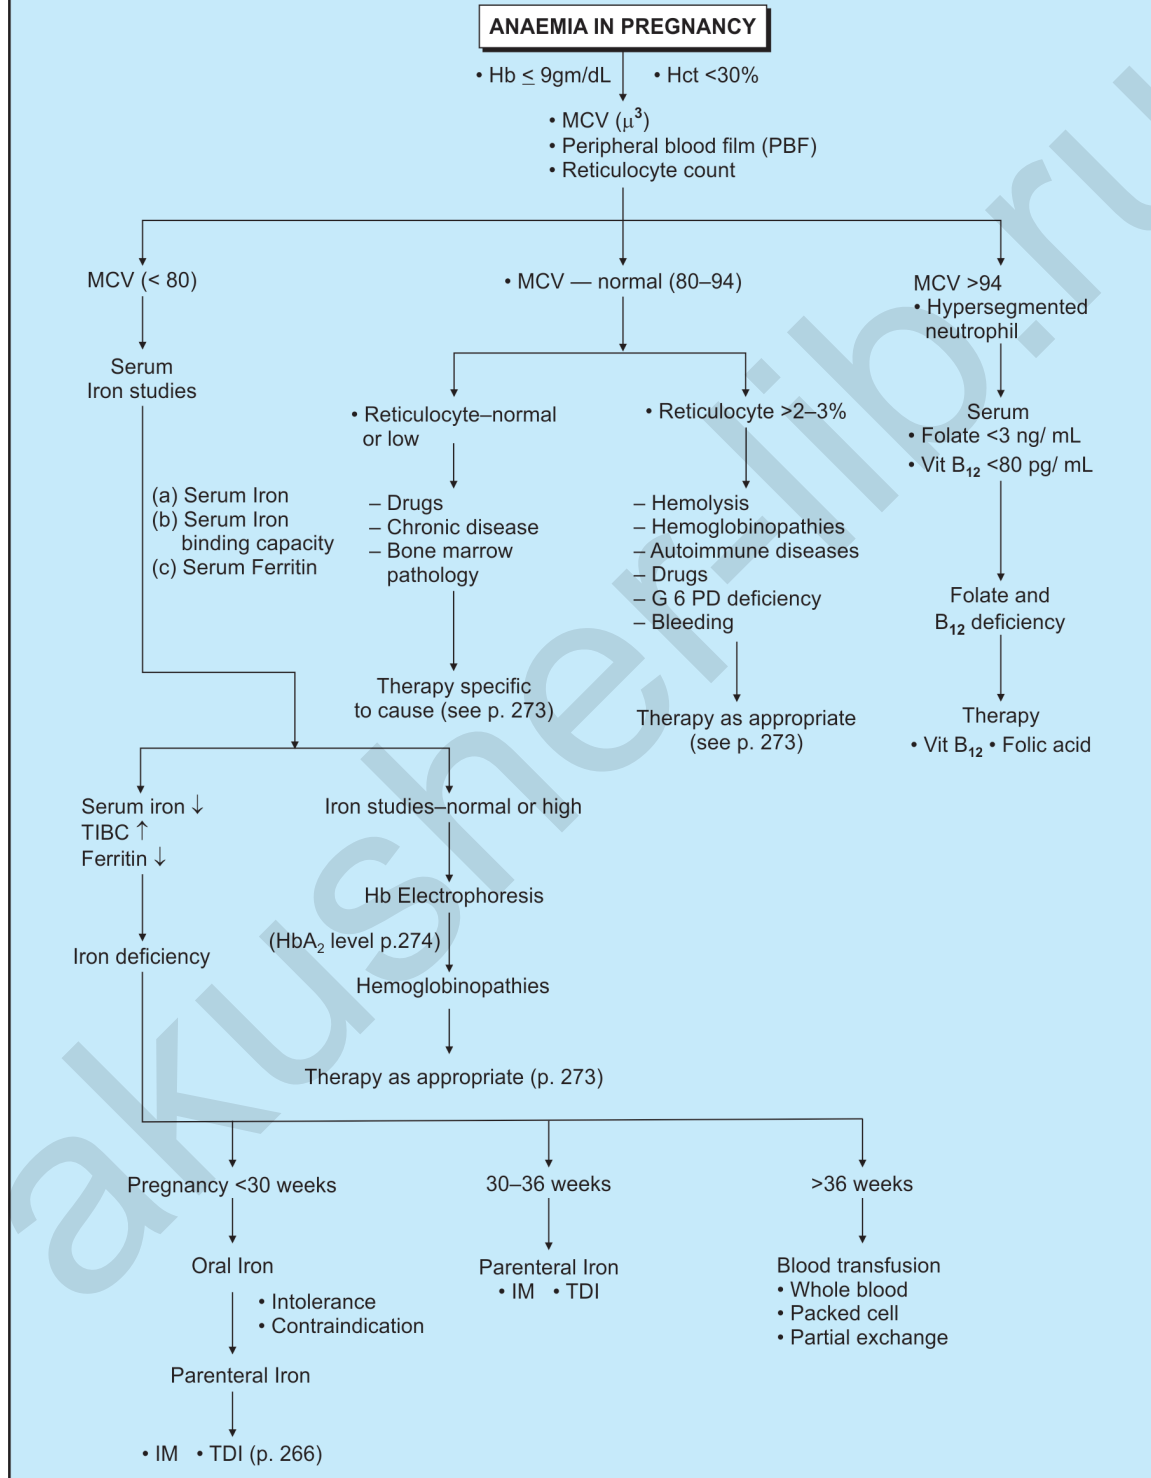 ANAEMIA IN PREGNANCY
• Hb ≤ 9gm/dL • Hct <30%
• MCV (μ³)
• Peripheral blood film (PBF)
• Reticulocyte count
MCV (< 80)
Serum
Iron studies
(a) Serum Iron
(b) Serum Iron
binding capacity
(c) Serum Ferritin
• MCV — normal (80–94)
• Reticulocyte–normal
or low
– Drugs
– Chronic disease
– Bone marrow
pathology
Therapy specific
to cause (see p. 273)
• Reticulocyte >2–3%
– Hemolysis
– Hemoglobinopathies
– Autoimmune diseases
– Drugs
– G 6 PD deficiency
– Bleeding
Therapy as appropriate
(see p. 273)
MCV >94
• Hypersegmented
neutrophil
Serum
• Folate <3 ng/ mL
• Vit B₁₂ <80 pg/ mL
Folate and
B₁₂ deficiency
Therapy
• Vit B₁₂ • Folic acid
Serum iron ↓
TIBC ↑
Ferritin ↓
Iron deficiency
Iron studies–normal or high
Hb Electrophoresis
(HbA₂ level p.274)
Hemoglobinopathies
Therapy as appropriate (p. 273)
Pregnancy <30 weeks
Oral Iron
• Intolerance
• Contraindication
Parenteral Iron
• IM • TDI (p. 266)
30–36 weeks
Parenteral Iron
• IM • TDI
>36 weeks
Blood transfusion
• Whole blood
• Packed cell
• Partial exchange
akusher-lib.ru